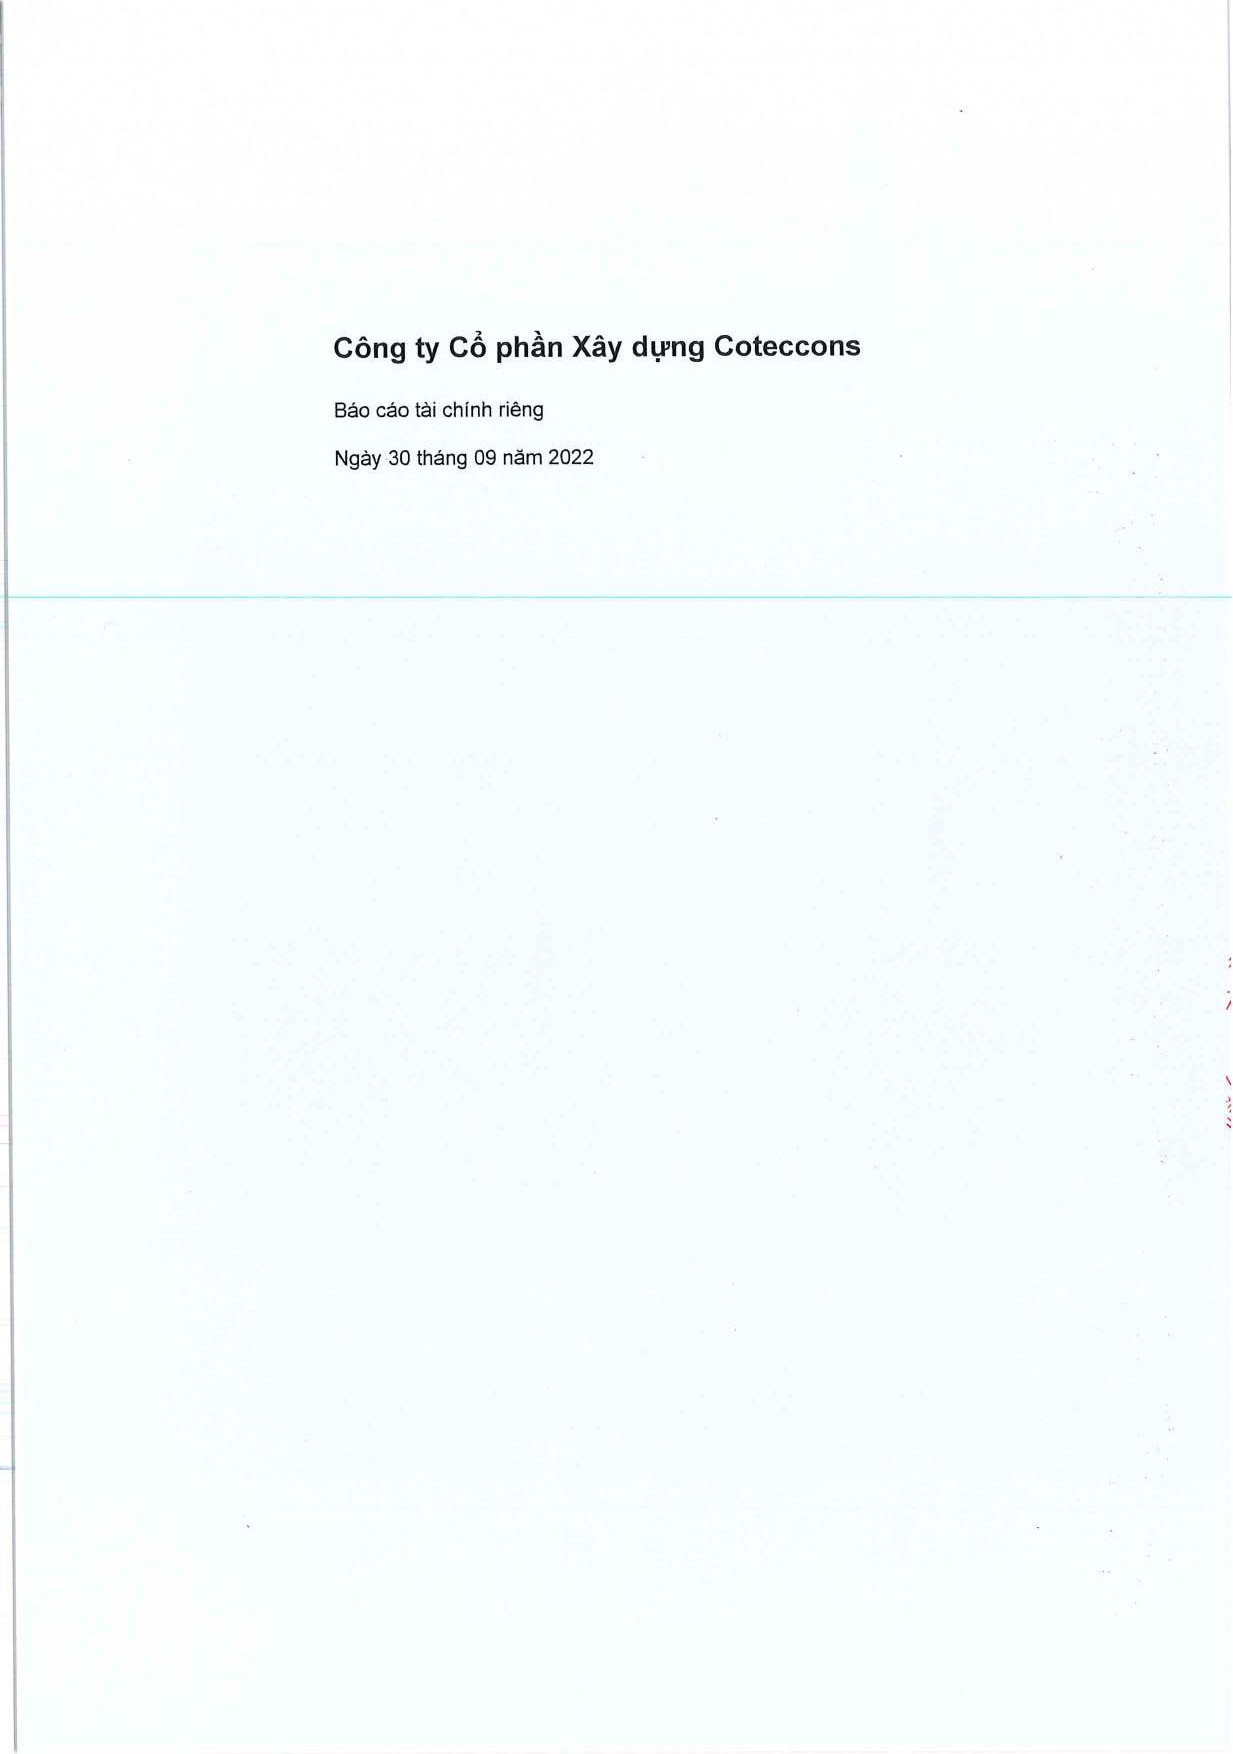 Công ty Cổ phần Xây dựng Coteccons
Báo cáo tài chính riêng
Ngày 30 tháng 09 năm 2022